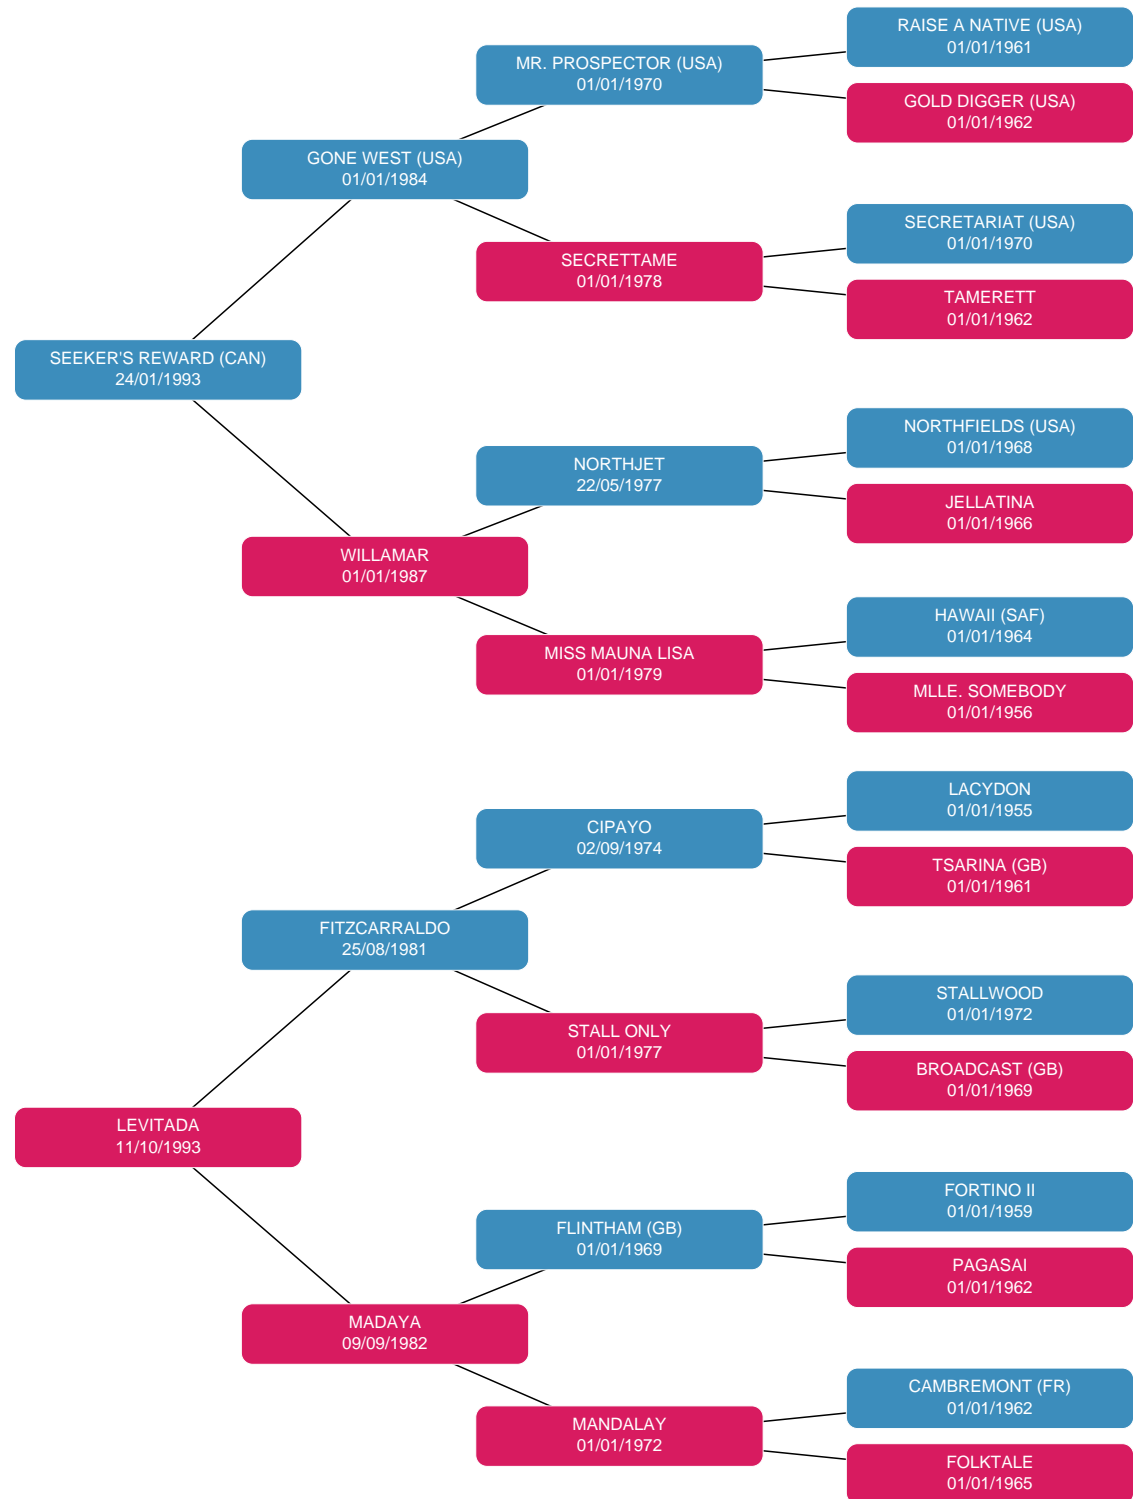 RAISE A NATIVE (USA)
01/01/1961
MR. PROSPECTOR (USA)
01/01/1970
GOLD DIGGER (USA)
01/01/1962
GONE WEST (USA)
01/01/1984
SECRETARIAT (USA)
01/01/1970
SECRETTAME
01/01/1978
TAMERETT
01/01/1962
SEEKER'S REWARD (CAN)
24/01/1993
NORTHFIELDS (USA)
01/01/1968
NORTHJET
22/05/1977
JELLATINA
01/01/1966
WILLAMAR
01/01/1987
HAWAII (SAF)
01/01/1964
MISS MAUNA LISA
01/01/1979
MLLE. SOMEBODY
01/01/1956
LACYDON
01/01/1955
CIPAYO
02/09/1974
TSARINA (GB)
01/01/1961
FITZCARRALDO
25/08/1981
STALLWOOD
01/01/1972
STALL ONLY
01/01/1977
BROADCAST (GB)
01/01/1969
LEVITADA
11/10/1993
FORTINO II
01/01/1959
FLINTHAM (GB)
01/01/1969
PAGASAI
01/01/1962
MADAYA
09/09/1982
CAMBREMONT (FR)
01/01/1962
MANDALAY
01/01/1972
FOLKTALE
01/01/1965